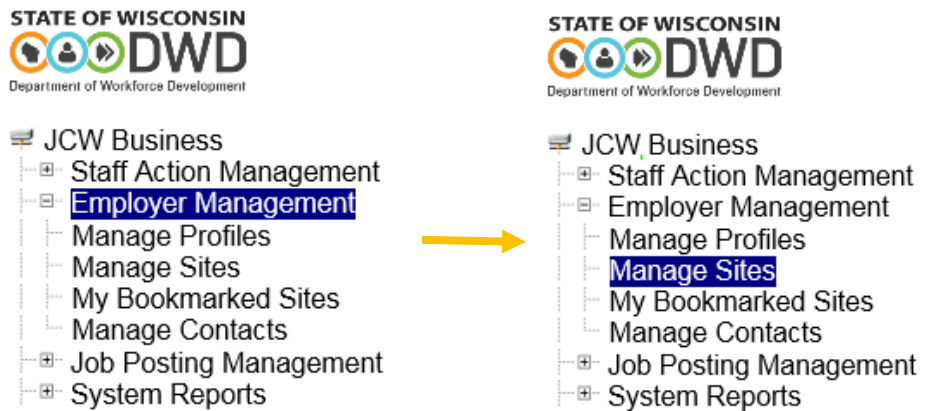 STATE OF WISCONSIN
DWD
Department of Workforce Development
JCW Business
Staff Action Management
Employer Management
Manage Profiles
Manage Sites
My Bookmarked Sites
Manage Contacts
Job Posting Management
System Reports
STATE OF WISCONSIN
DWD
Department of Workforce Development
JCW Business
Staff Action Management
Employer Management
Manage Profiles
Manage Sites
My Bookmarked Sites
Manage Contacts
Job Posting Management
System Reports